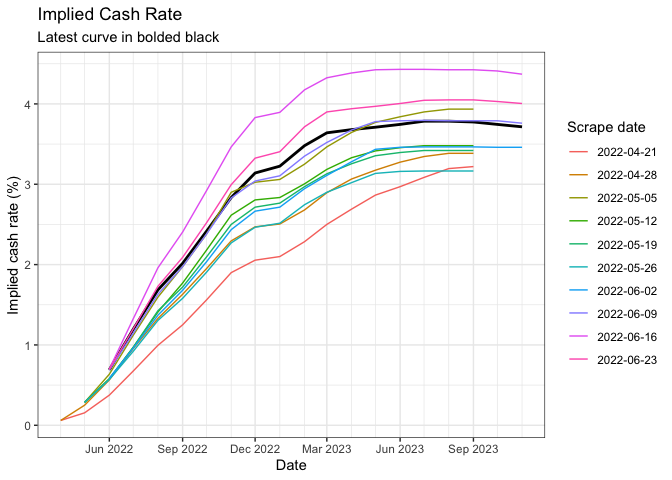 Implied Cash Rate
Latest curve in bolded black
Implied cash rate (%)
4
3
2
1
0
Jun 2022
Sep 2022
Dec 2022
Mar 2023
Jun 2023
Sep 2023
Date
Scrape date
2022-04-21
2022-04-28
2022-05-05
2022-05-12
2022-05-19
2022-05-26
2022-06-02
2022-06-09
2022-06-16
2022-06-23